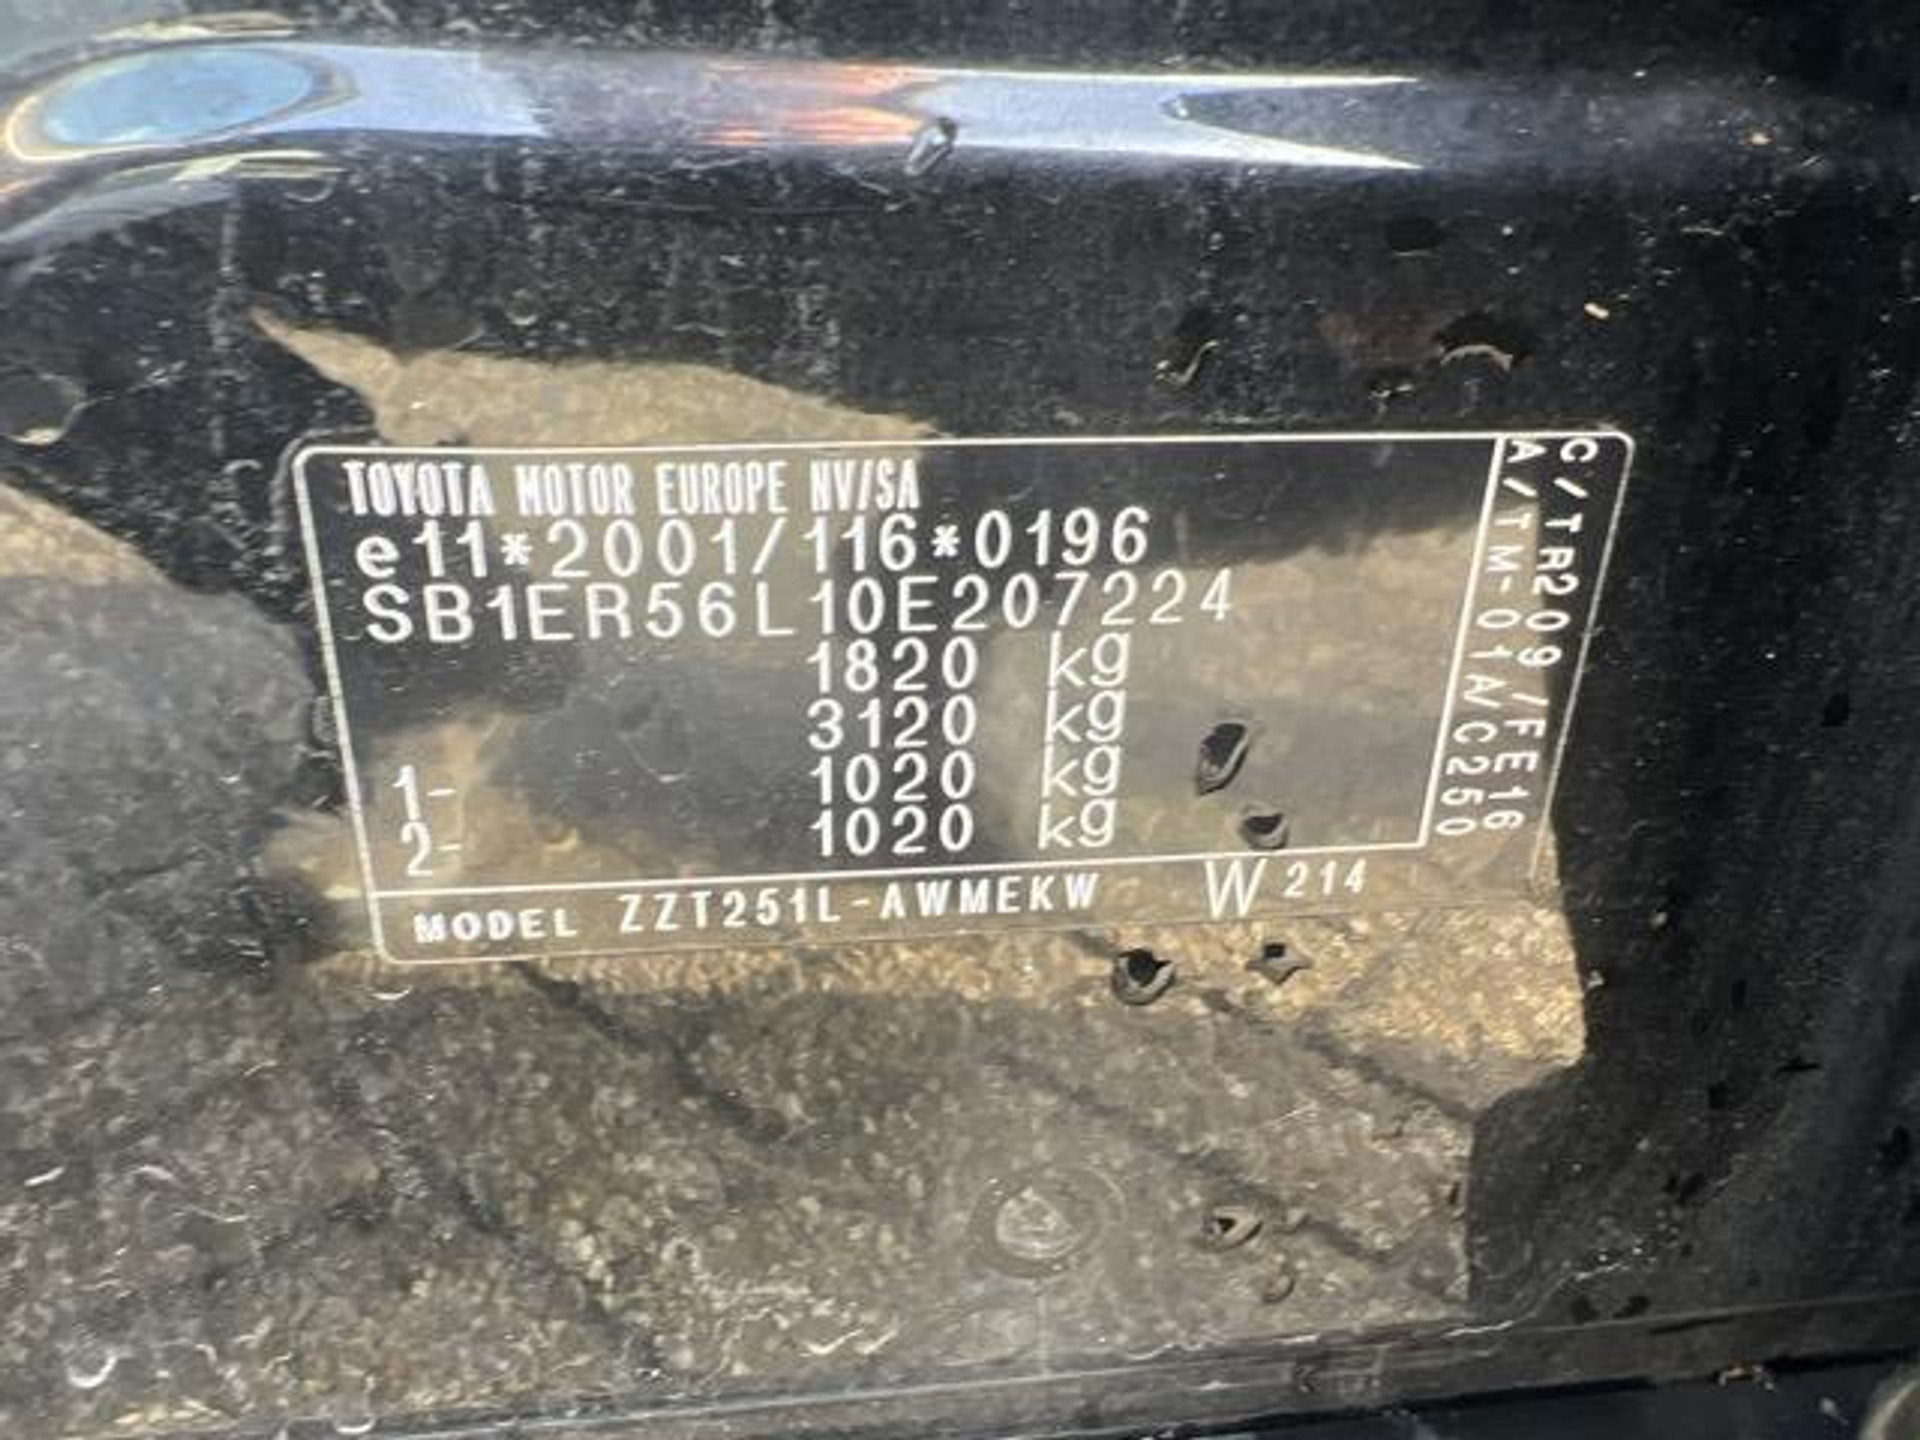 TOYOTA MOTOR EUROPE NV/SA
e11*2001/116*0196
SB1ER56L10E207224
1820 kg
3120 kg
1- 1020 kg
2- 1020 kg
MODEL ZZT251L-AWMEKW W214
C/TR209/FE16
A/TM-01A/C250